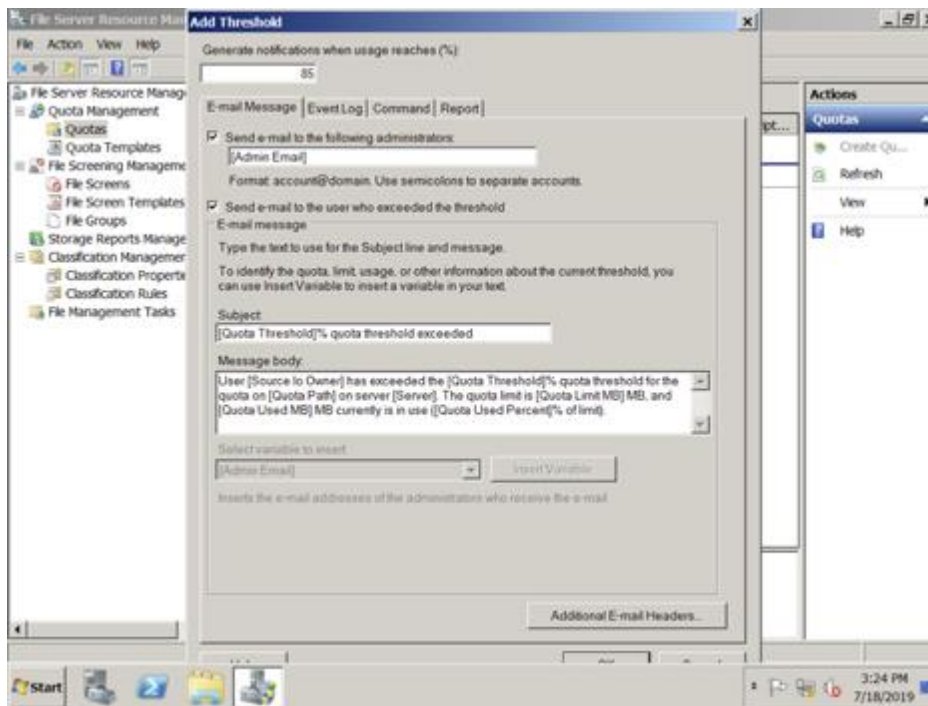 File Server Resource Man
Add Threshold
File Action View Help
Generate notifications when usage reaches (%):
85
File Server Resource Manag
Quota Management
Quotas
Quota Templates
File Screening Manageme
File Screens
File Screen Templates
File Groups
Storage Reports Manage
Classification Managemer
Classification Propertie
Classification Rules
File Management Tasks
E-mail Message
Event Log
Command
Report
Send e-mail to the following administrators:
[Admin Email]
Format: account@domain. Use semicolons to separate accounts.
Send e-mail to the user who exceeded the threshold
E-mail message
Type the text to use for the Subject line and message.
To identify the quota, limit, usage, or other information about the current threshold, you
can use Insert Variable to insert a variable in your text.
Subject:
[Quota Threshold]% quota threshold exceeded
Message body:
User [Source Io Owner] has exceeded the [Quota Threshold]% quota threshold for the
quota on [Quota Path] on server [Server]. The quota limit is [Quota Limit MB] MB, and
[Quota Used MB] MB currently is in use ([Quota Used Percent]% of limit).
Select variable to insert:
[Admin Email]
Insert Variable
Inserts the e-mail addresses of the administrators who receive the e-mail.
Additional E-mail Headers...
ipt...
Actions
Quotas
Create Qu...
Refresh
View
Help
Start
3:24 PM
7/18/2019